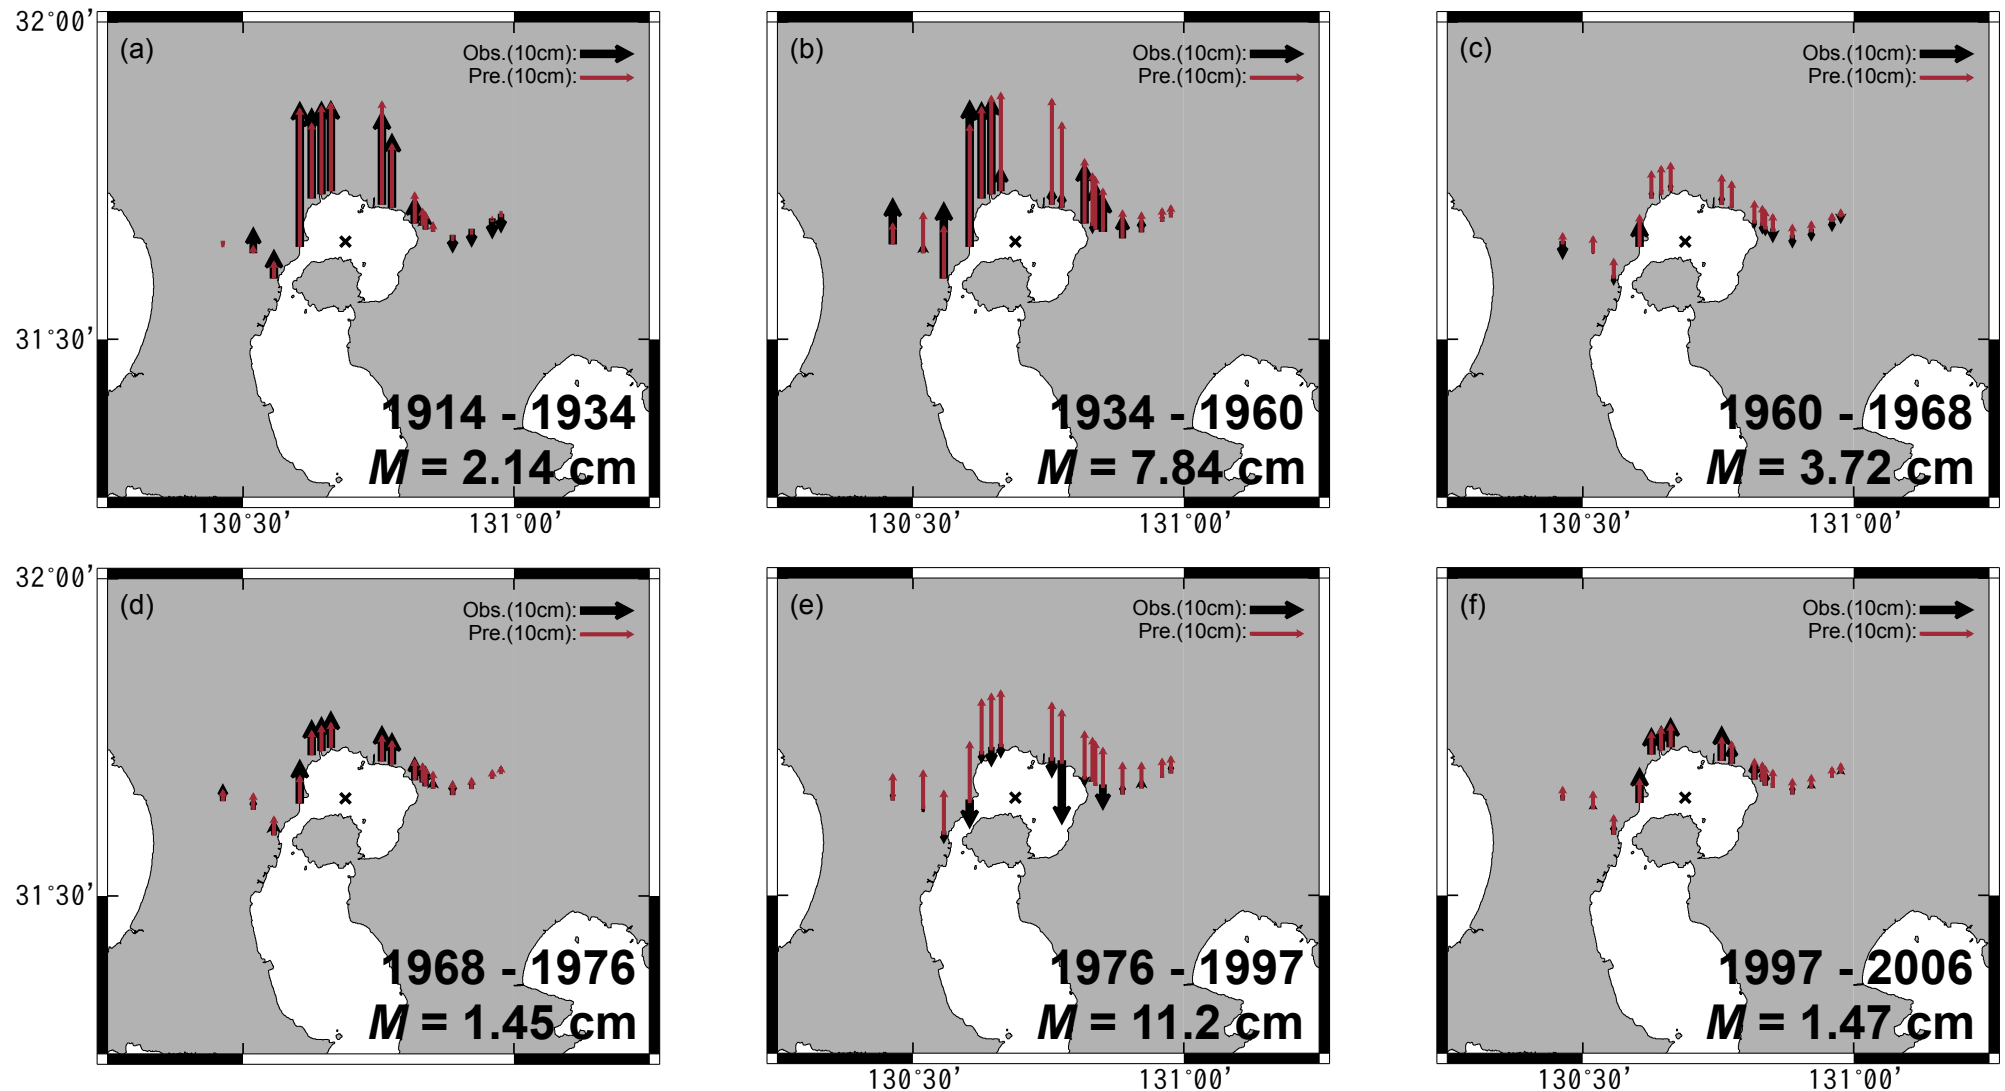 32°00'
(a)
Obs.(10cm):
Pre.(10cm):
(b)
Obs.(10cm):
Pre.(10cm):
(c)
Obs.(10cm):
Pre.(10cm):
31°30'
1914 - 1934
M = 2.14 cm
1934 - 1960
M = 7.84 cm
1960 - 1968
M = 3.72 cm
130°30' 131°00'
130°30' 131°00'
130°30' 131°00'
32°00'
(d)
Obs.(10cm):
Pre.(10cm):
(e)
Obs.(10cm):
Pre.(10cm):
(f)
Obs.(10cm):
Pre.(10cm):
31°30'
1968 - 1976
M = 1.45 cm
1976 - 1997
M = 11.2 cm
1997 - 2006
M = 1.47 cm
130°30' 131°00'
130°30' 131°00'